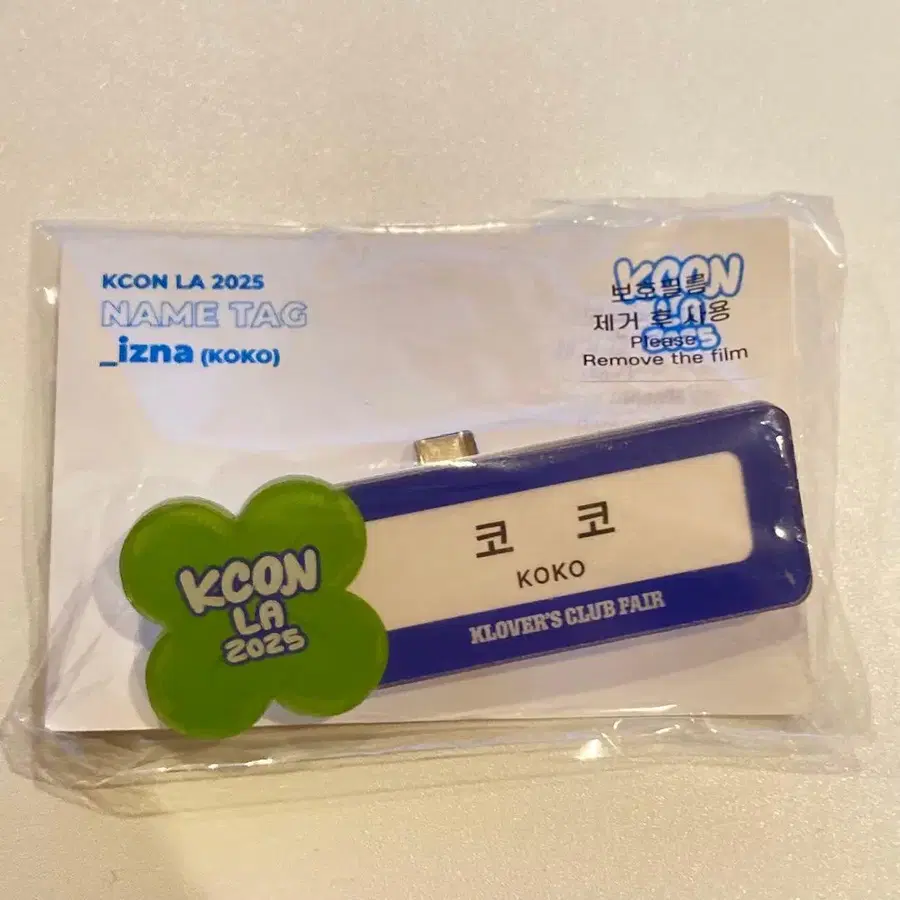 KCON LA 2025
NAME TAG
_izna (KOKO)
KCON
LA
2025
보호필름
제거 후 사용
Please
Remove the film
코 코
KOKO
KLOVER'S CLUB FAIR
KCON
LA
2025